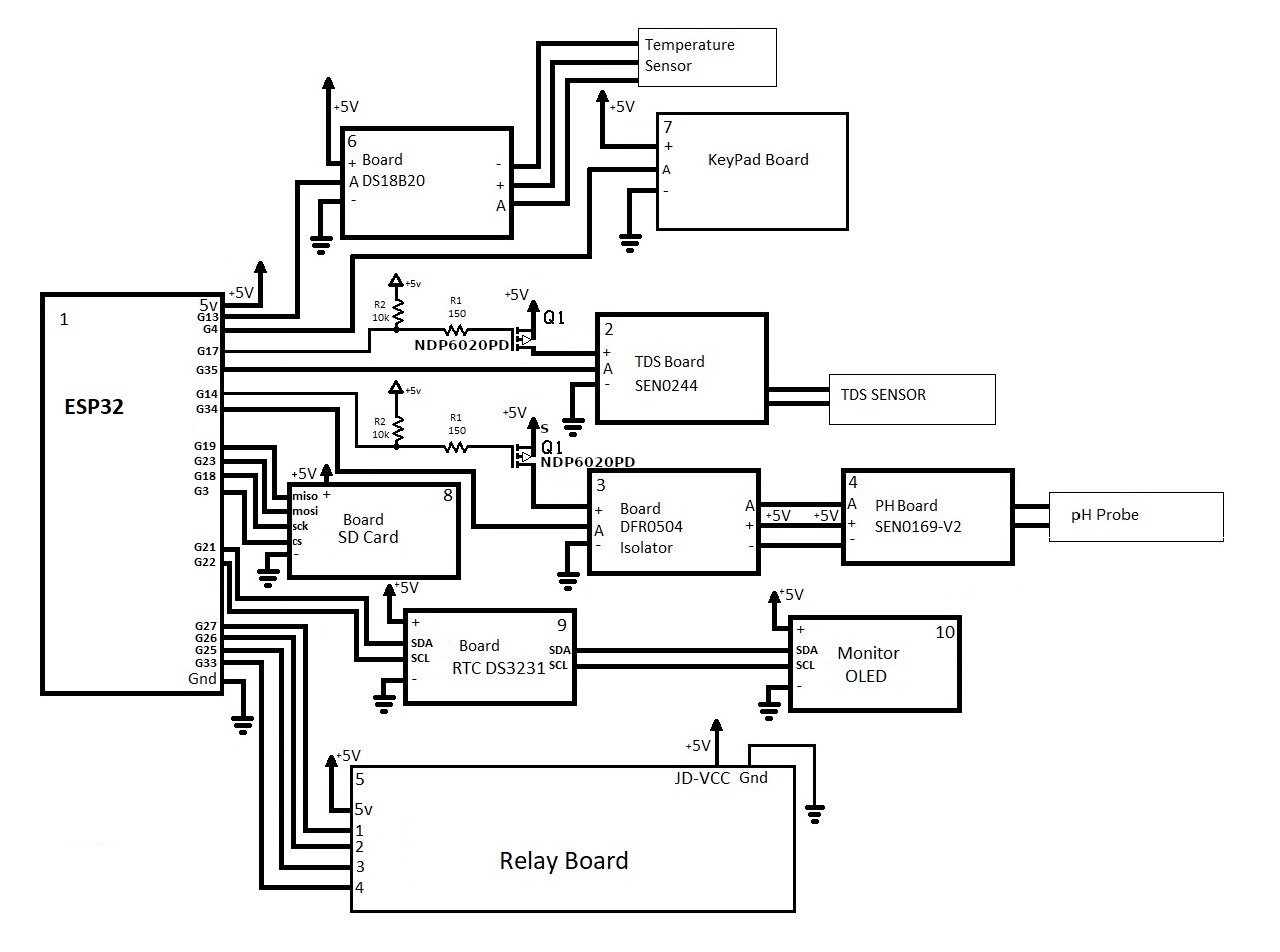 Temperature
Sensor
+5V
6
+
Board
A
DS18B20
-
-
+
A
+5V
7
+
KeyPad Board
A
-
1
ESP32
5v
G13
G4
G17
G35
G14
G34
G19
G23
G18
G3
G21
G22
G27
G26
G25
G33
Gnd
+5V
+5v
R2
10k
R1
150
+5V
Q1
NDP6020PD
2
+
TDS Board
A
SEN0244
-
TDS SENSOR
+5v
R2
10k
R1
150
+5V
S
Q1
NDP6020PD
3
+
Board
A
DFR0504
-
Isolator
A
+
-
+5V
+5V
4
A
PH Board
+
SEN0169-V2
-
pH Probe
+5V
miso
+
8
mosi
Board
sck
SD Card
cs
-
+5V
+
9
SDA
Board
SDA
SCL
RTC DS3231
SCL
-
+5V
+
10
SDA
Monitor
SCL
OLED
-
+5V
JD-VCC
Gnd
+5V
5
5v
1
2
3
4
Relay Board